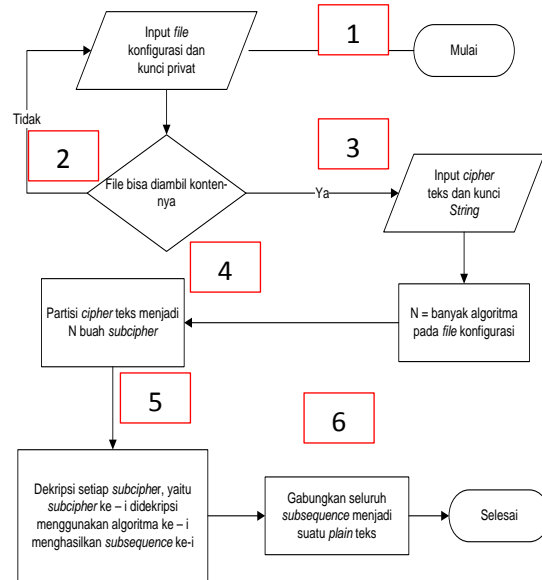 Input file
konfigurasi dan
kunci privat
1
Mulai
Tidak
2
File bisa diambil konten-
nya
Ya
3
Input cipher
teks dan kunci
String
4
Partisi cipher teks menjadi
N buah subcipher
N = banyak algoritma
pada file konfigurasi
5
6
Dekripsi setiap subcipher, yaitu
subcipher ke – i didekripsi
menggunakan algoritma ke – i
menghasilkan subsequence ke-i
Gabungkan seluruh
subsequence menjadi
suatu plain teks
Selesai